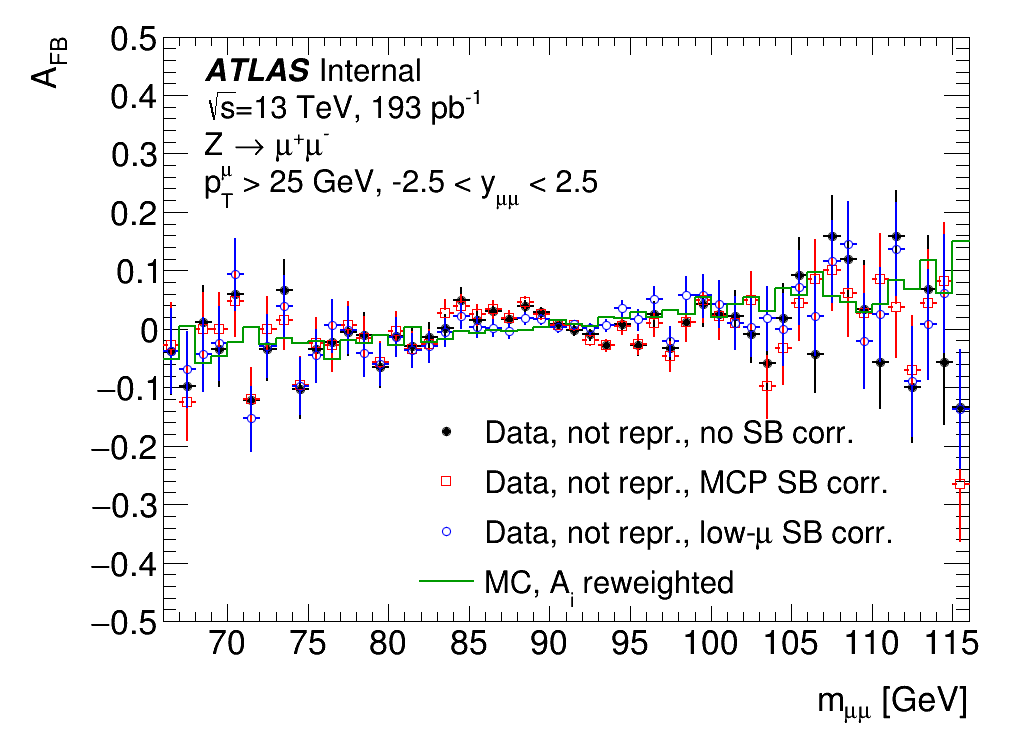 A_FB
0.5
0.4
0.3
0.2
0.1
0
−0.1
−0.2
−0.3
−0.4
−0.5
ATLAS Internal
√s=13 TeV, 193 pb^-1
Z → μ^+μ^-
p_T^μ > 25 GeV, -2.5 < y_μμ < 2.5
Data, not repr., no SB corr.
Data, not repr., MCP SB corr.
Data, not repr., low-μ SB corr.
MC, A_i reweighted
70 75 80 85 90 95 100 105 110 115
m_μμ [GeV]